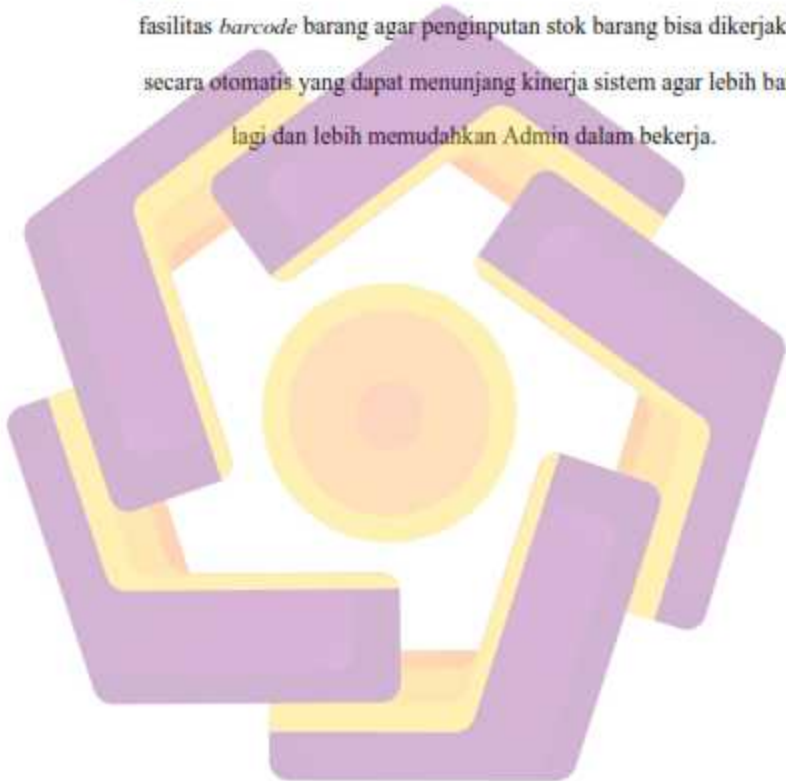 fasilitas barcode barang agar penginputan stok barang bisa dikerjak
secara otomatis yang dapat menunjang kinerja sistem agar lebih ba
lagi dan lebih memudahkan Admin dalam bekerja.